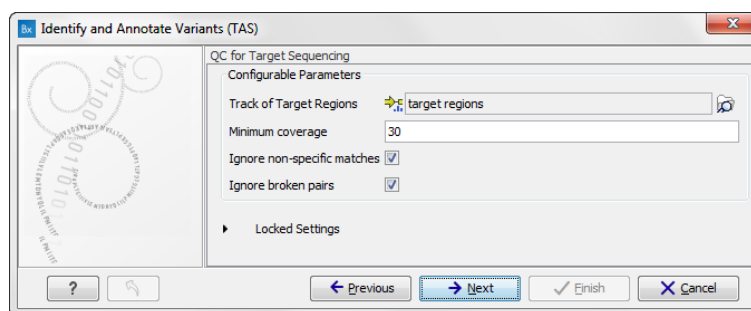 Bx Identify and Annotate Variants (TAS)
QC for Target Sequencing
Configurable Parameters
Track of Target Regions target regions
Minimum coverage 30
Ignore non-specific matches
Ignore broken pairs
Locked Settings
? Previous Next Finish Cancel